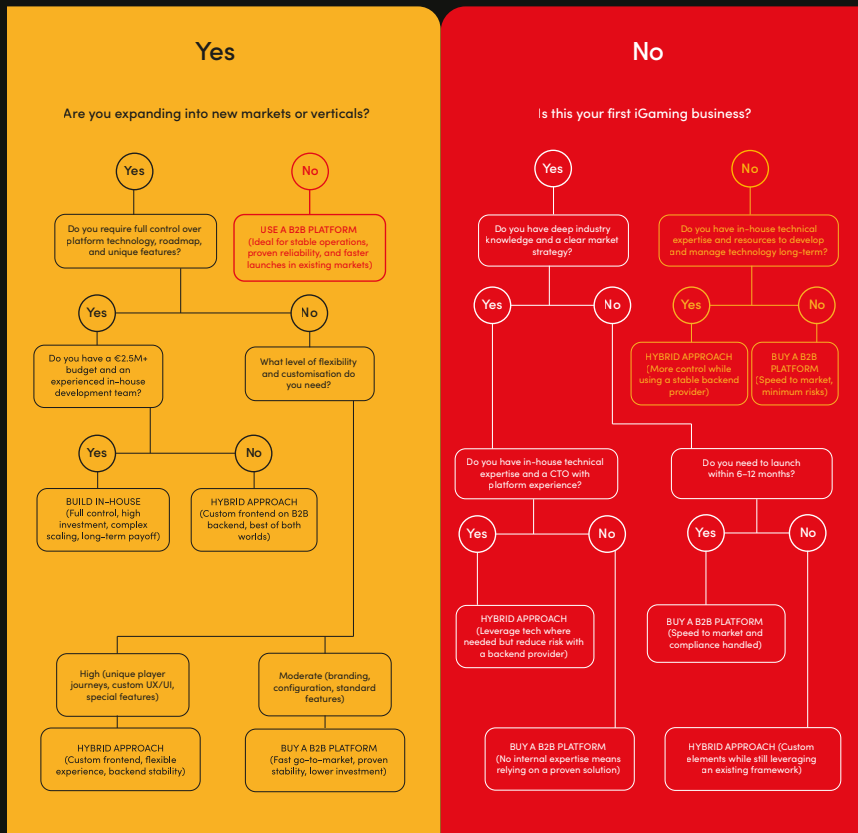 Yes
Are you expanding into new markets or verticals?
Yes
No
Do you require full control over
platform technology, roadmap,
and unique features?
USE A B2B PLATFORM
(Ideal for stable operations,
proven reliability, and faster
launches in existing markets)
Yes
No
Do you have a €2.5M+
budget and an
experienced in-house
development team?
What level of flexibility
and customisation do
you need?
Yes
No
BUILD IN-HOUSE
(Full control, high
investment, complex
scaling, long-term payoff)
HYBRID APPROACH
(Custom frontend on B2B
backend, best of both
worlds)
High (unique player
journeys, custom UX/UI,
special features)
Moderate (branding,
configuration, standard
features)
HYBRID APPROACH
(Custom frontend, flexible
experience, backend stability)
BUY A B2B PLATFORM
(Fast go-to-market, proven
stability, lower investment)
No
Is this your first iGaming business?
Yes
No
Do you have deep industry
knowledge and a clear market
strategy?
Do you have in-house technical
expertise and resources to develop
and manage technology long-term?
Yes
No
Yes
No
HYBRID APPROACH
(More control while
using a stable backend
provider)
BUY A B2B
PLATFORM
(Speed to market,
minimum risks)
Do you have in-house technical
expertise and a CTO with
platform experience?
Do you need to launch
within 6-12 months?
Yes
No
Yes
No
HYBRID APPROACH
(Leverage tech where
needed but reduce risk with
a backend provider)
BUY A B2B PLATFORM
(Speed to market and
compliance handled)
BUY A B2B PLATFORM
(No internal expertise means
relying on a proven solution)
HYBRID APPROACH (Custom
elements while still leveraging
an existing framework)